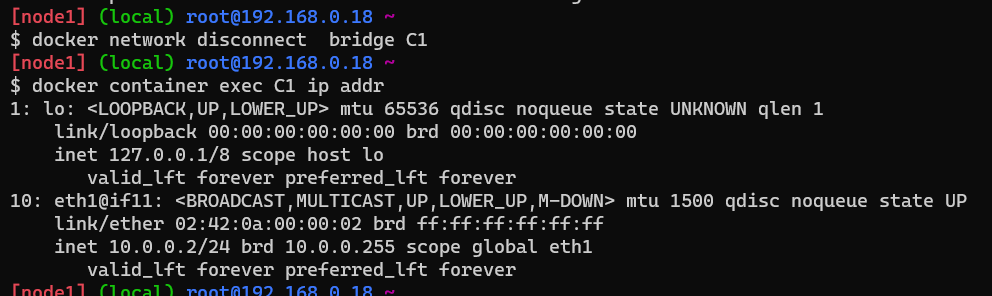 [node1] (local) root@192.168.0.18 ~
$ docker network disconnect  bridge C1
[node1] (local) root@192.168.0.18 ~
$ docker container exec C1 ip addr
1: lo: <LOOPBACK,UP,LOWER_UP> mtu 65536 qdisc noqueue state UNKNOWN qlen 1
    link/loopback 00:00:00:00:00:00 brd 00:00:00:00:00:00
    inet 127.0.0.1/8 scope host lo
       valid_lft forever preferred_lft forever
10: eth1@if11: <BROADCAST,MULTICAST,UP,LOWER_UP,M-DOWN> mtu 1500 qdisc noqueue state UP
    link/ether 02:42:0a:00:00:02 brd ff:ff:ff:ff:ff:ff
    inet 10.0.0.2/24 brd 10.0.0.255 scope global eth1
       valid_lft forever preferred_lft forever
[node1] (local) root@192.168.0.18 ~